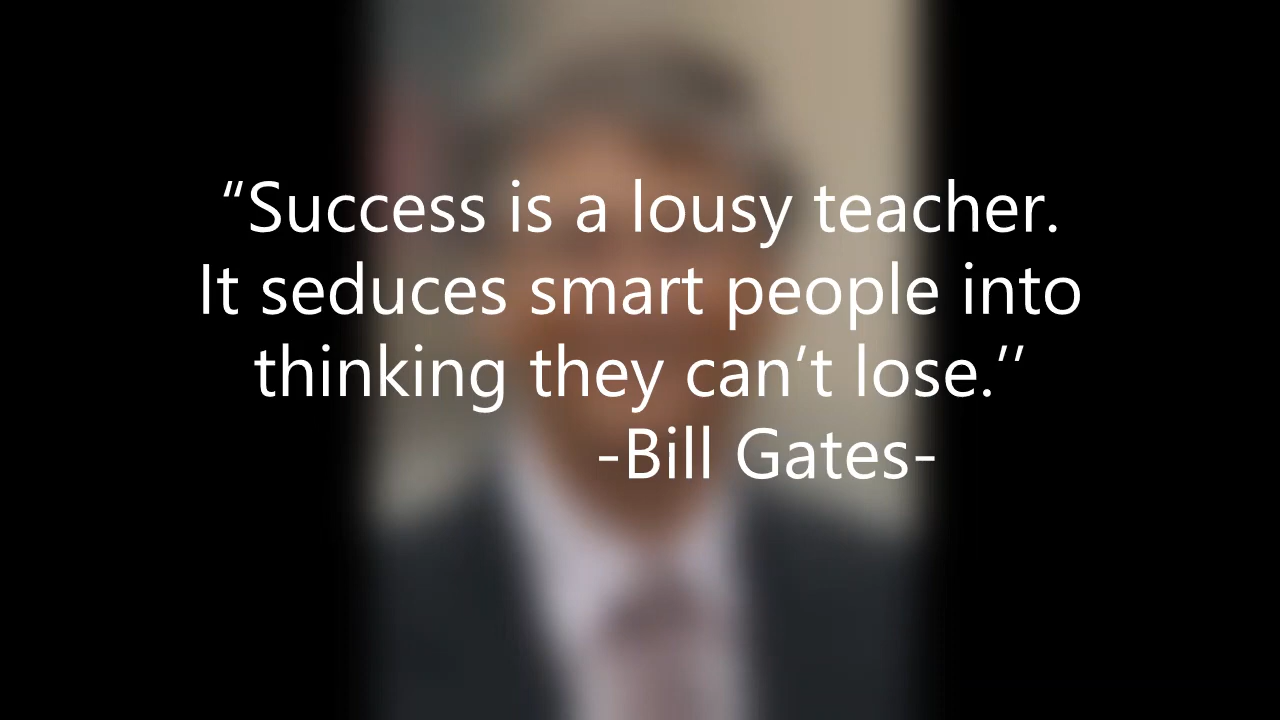 “Success is a lousy teacher.
It seduces smart people into
thinking they can’t lose.’’
-Bill Gates-